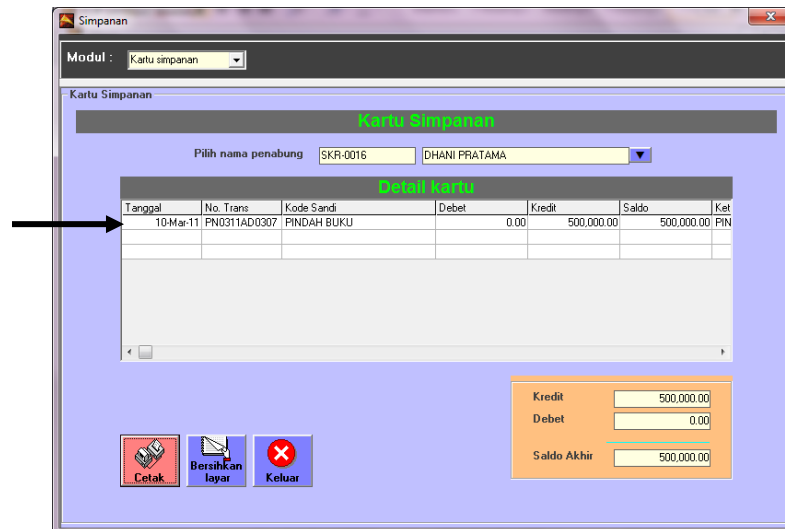 Simpanan
Modul : Kartu simpanan
Kartu Simpanan
Kartu Simpanan
Pilih nama penabung SKR-0016 DHANI PRATAMA
Detail kartu
Tanggal No. Trans Kode Sandi Debet Kredit Saldo Ket
10-Mar-11 PN0311AD0307 PINDAH BUKU 0.00 500,000.00 500,000.00 PIN
Kredit 500,000.00
Debet 0.00
Saldo Akhir 500,000.00
Cetak
Bersihkan layar
Keluar